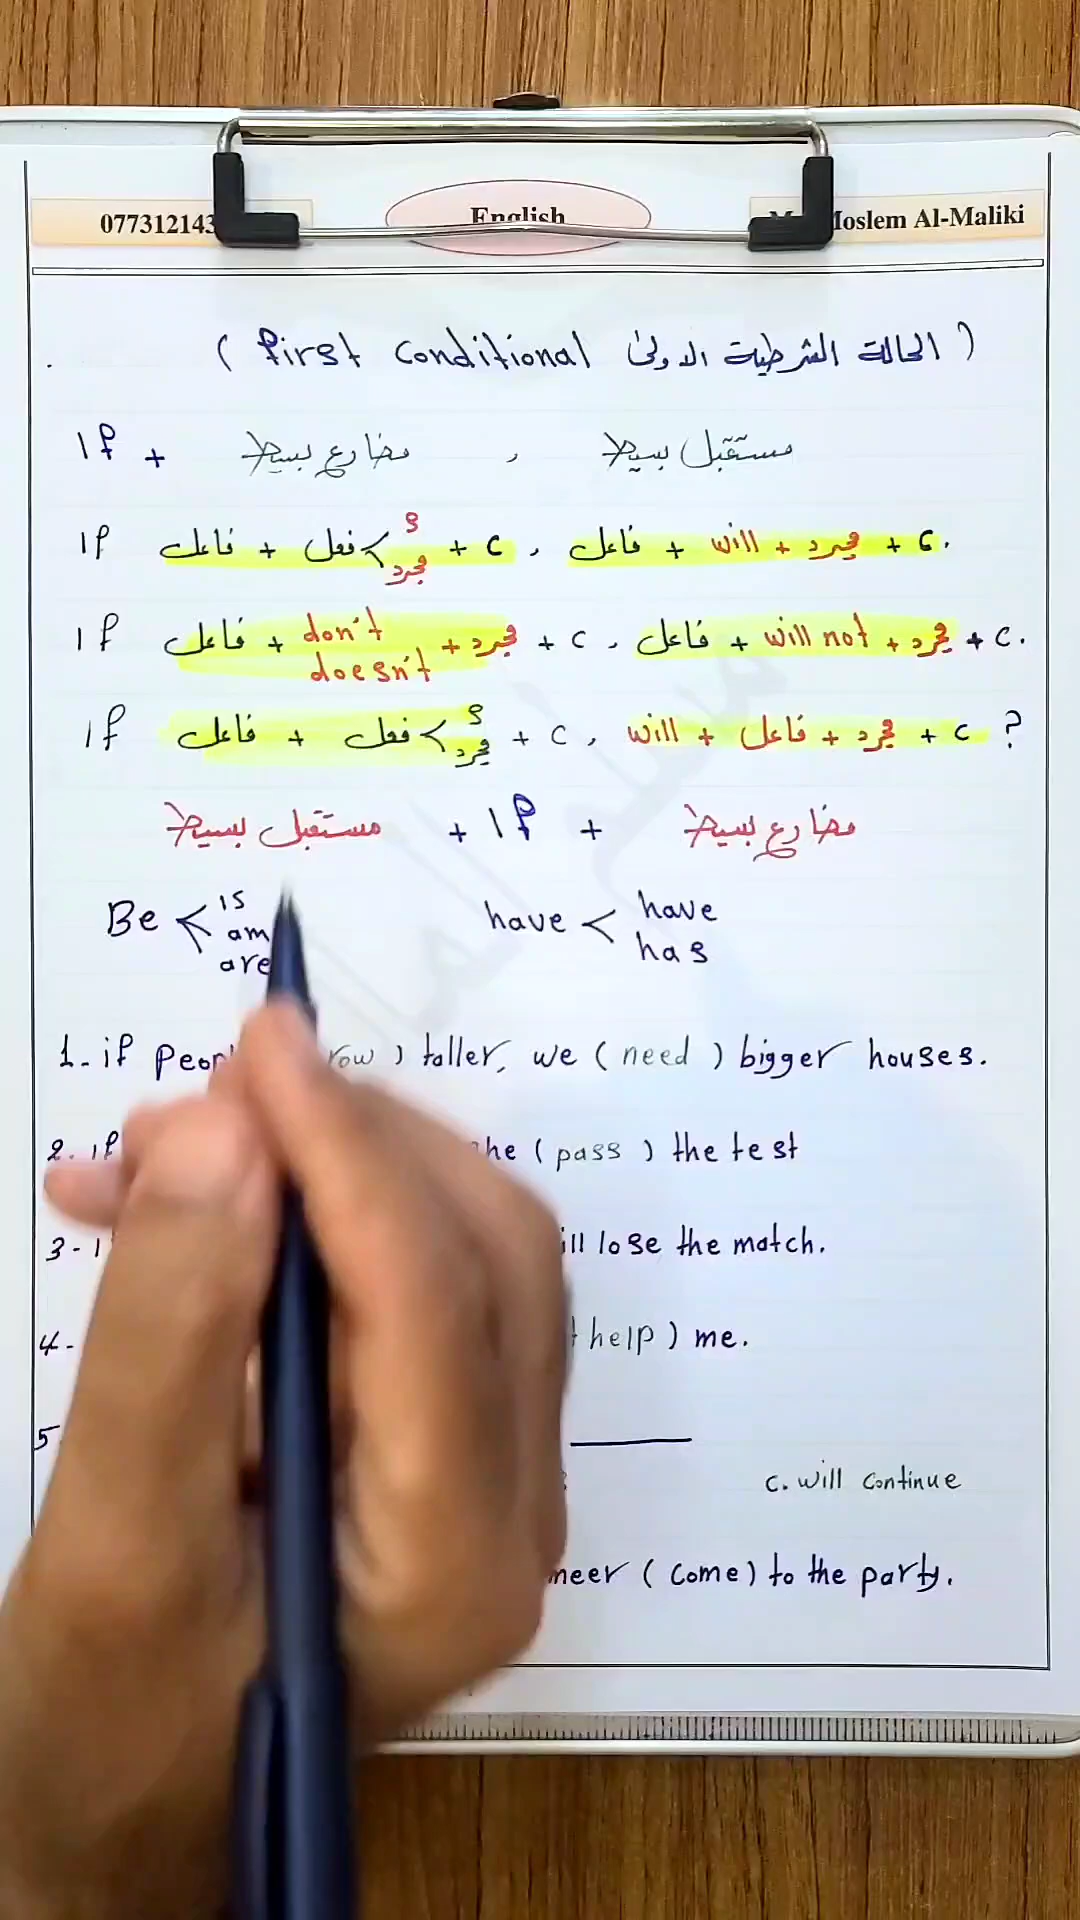 077312143 English Moslem Al-Maliki
( first conditional الحالة الشرطية الاولى )
If + مضارع بسيط , مستقبل بسيط
If فاعل + فعل < s مجرد + c , فاعل + will + مجرد + c.
If فاعل + don't doesn't + مجرد + c , فاعل + will not + مجرد + c.
If فاعل + فعل < s مجرد + c , will + فاعل + مجرد + c ?
مستقبل بسيط + If + مضارع بسيط
Be < is am are have < have has
1- if row ) taller, we ( need ) bigger houses.
2. if he ( pass ) the test
3- ill lose the match.
4- help ) me.
5
c. will continue
neer ( come ) to the party.